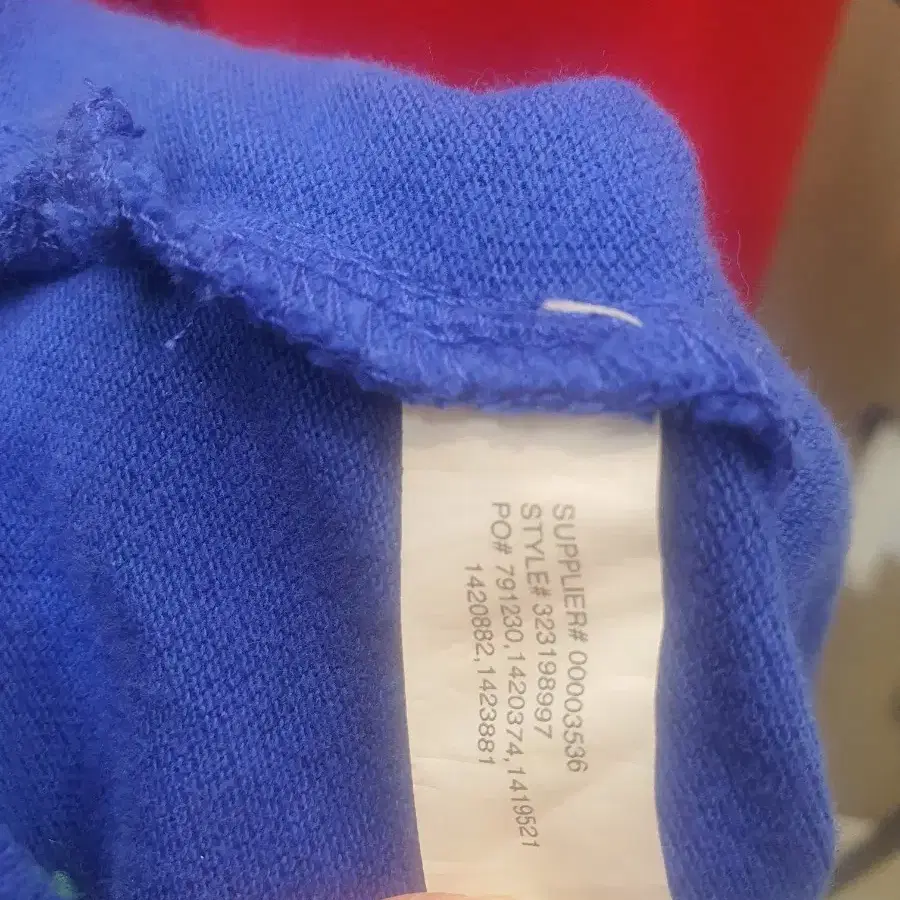 SUPPLIER# 00003536
STYLE# 323198997
PO# 791230,1420374,1419521
1420882,1423881